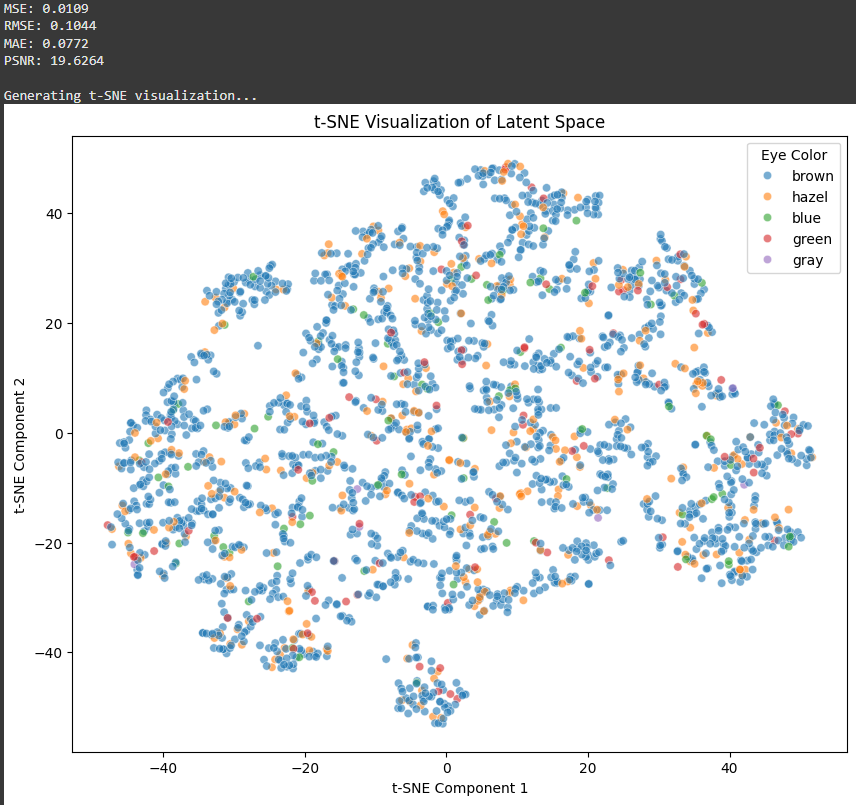 MSE: 0.0109
RMSE: 0.1044
MAE: 0.0772
PSNR: 19.6264
Generating t-SNE visualization...
t-SNE Visualization of Latent Space
Eye Color
brown
hazel
blue
green
gray
40
20
0
−20
−40
t-SNE Component 2
−40 −20 0 20 40
t-SNE Component 1